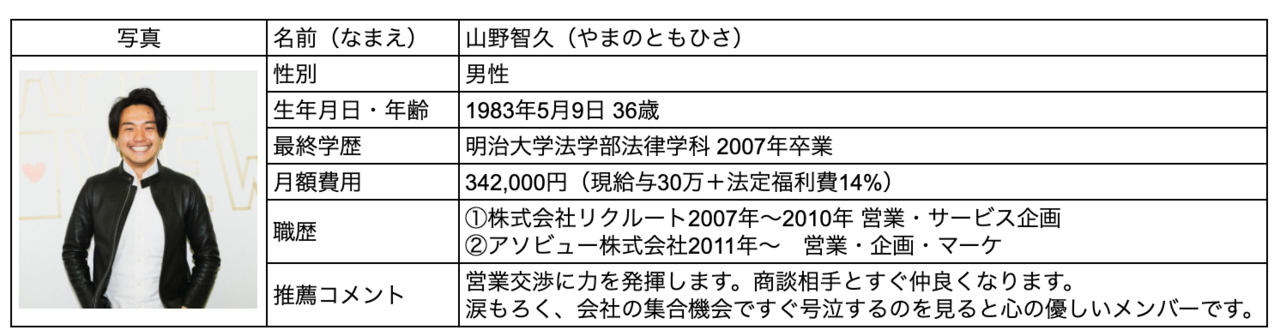 写真
名前（なまえ） 山野智久（やまのともひさ）
性別 男性
生年月日・年齢 1983年5月9日 36歳
最終学歴 明治大学法学部法律学科 2007年卒業
月額費用 342,000円（現給与30万＋法定福利費14%）
職歴 ①株式会社リクルート2007年〜2010年 営業・サービス企画
②アソビュー株式会社2011年〜　営業・企画・マーケ
推薦コメント 営業交渉に力を発揮します。商談相手とすぐ仲良くなります。
涙もろく、会社の集合機会ですぐ号泣するのを見ると心の優しいメンバーです。